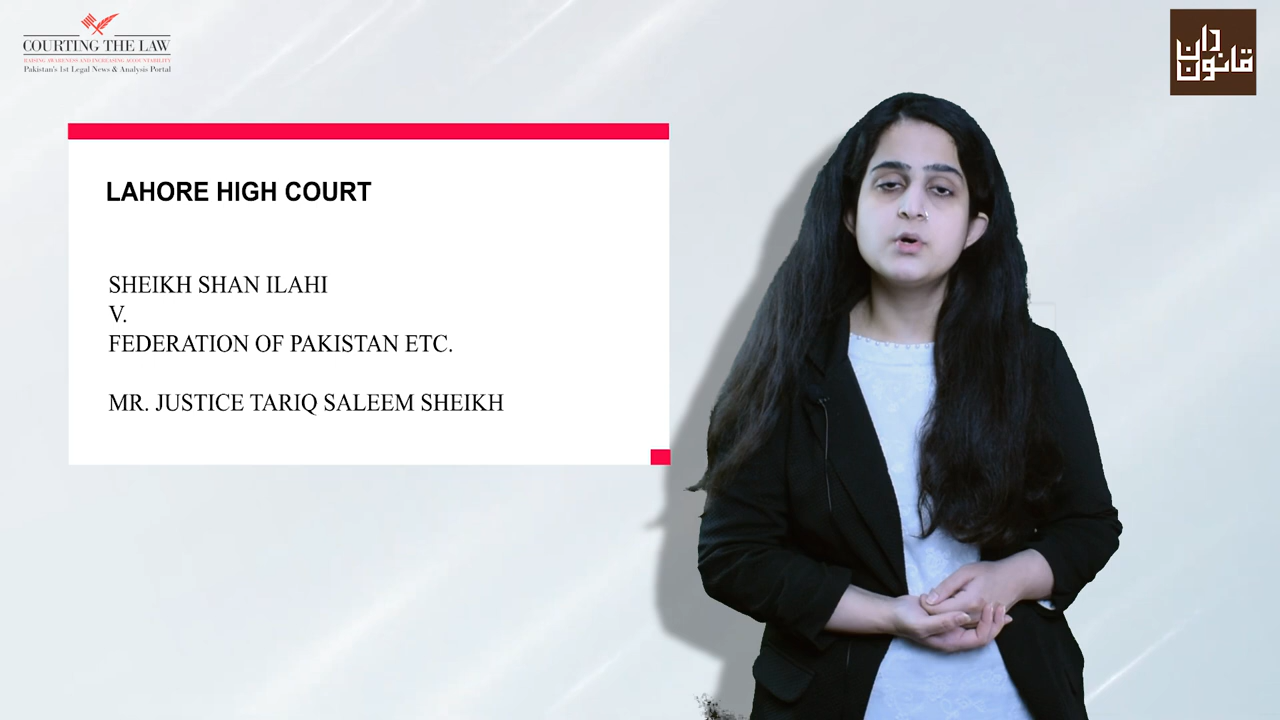 COURTING THE LAW
RAISING AWARENESS AND INCREASING ACCOUNTABILITY
Pakistan's 1st Legal News & Analysis Portal
قانون دان
LAHORE HIGH COURT
SHEIKH SHAN ILAHI
V.
FEDERATION OF PAKISTAN ETC.
MR. JUSTICE TARIQ SALEEM SHEIKH